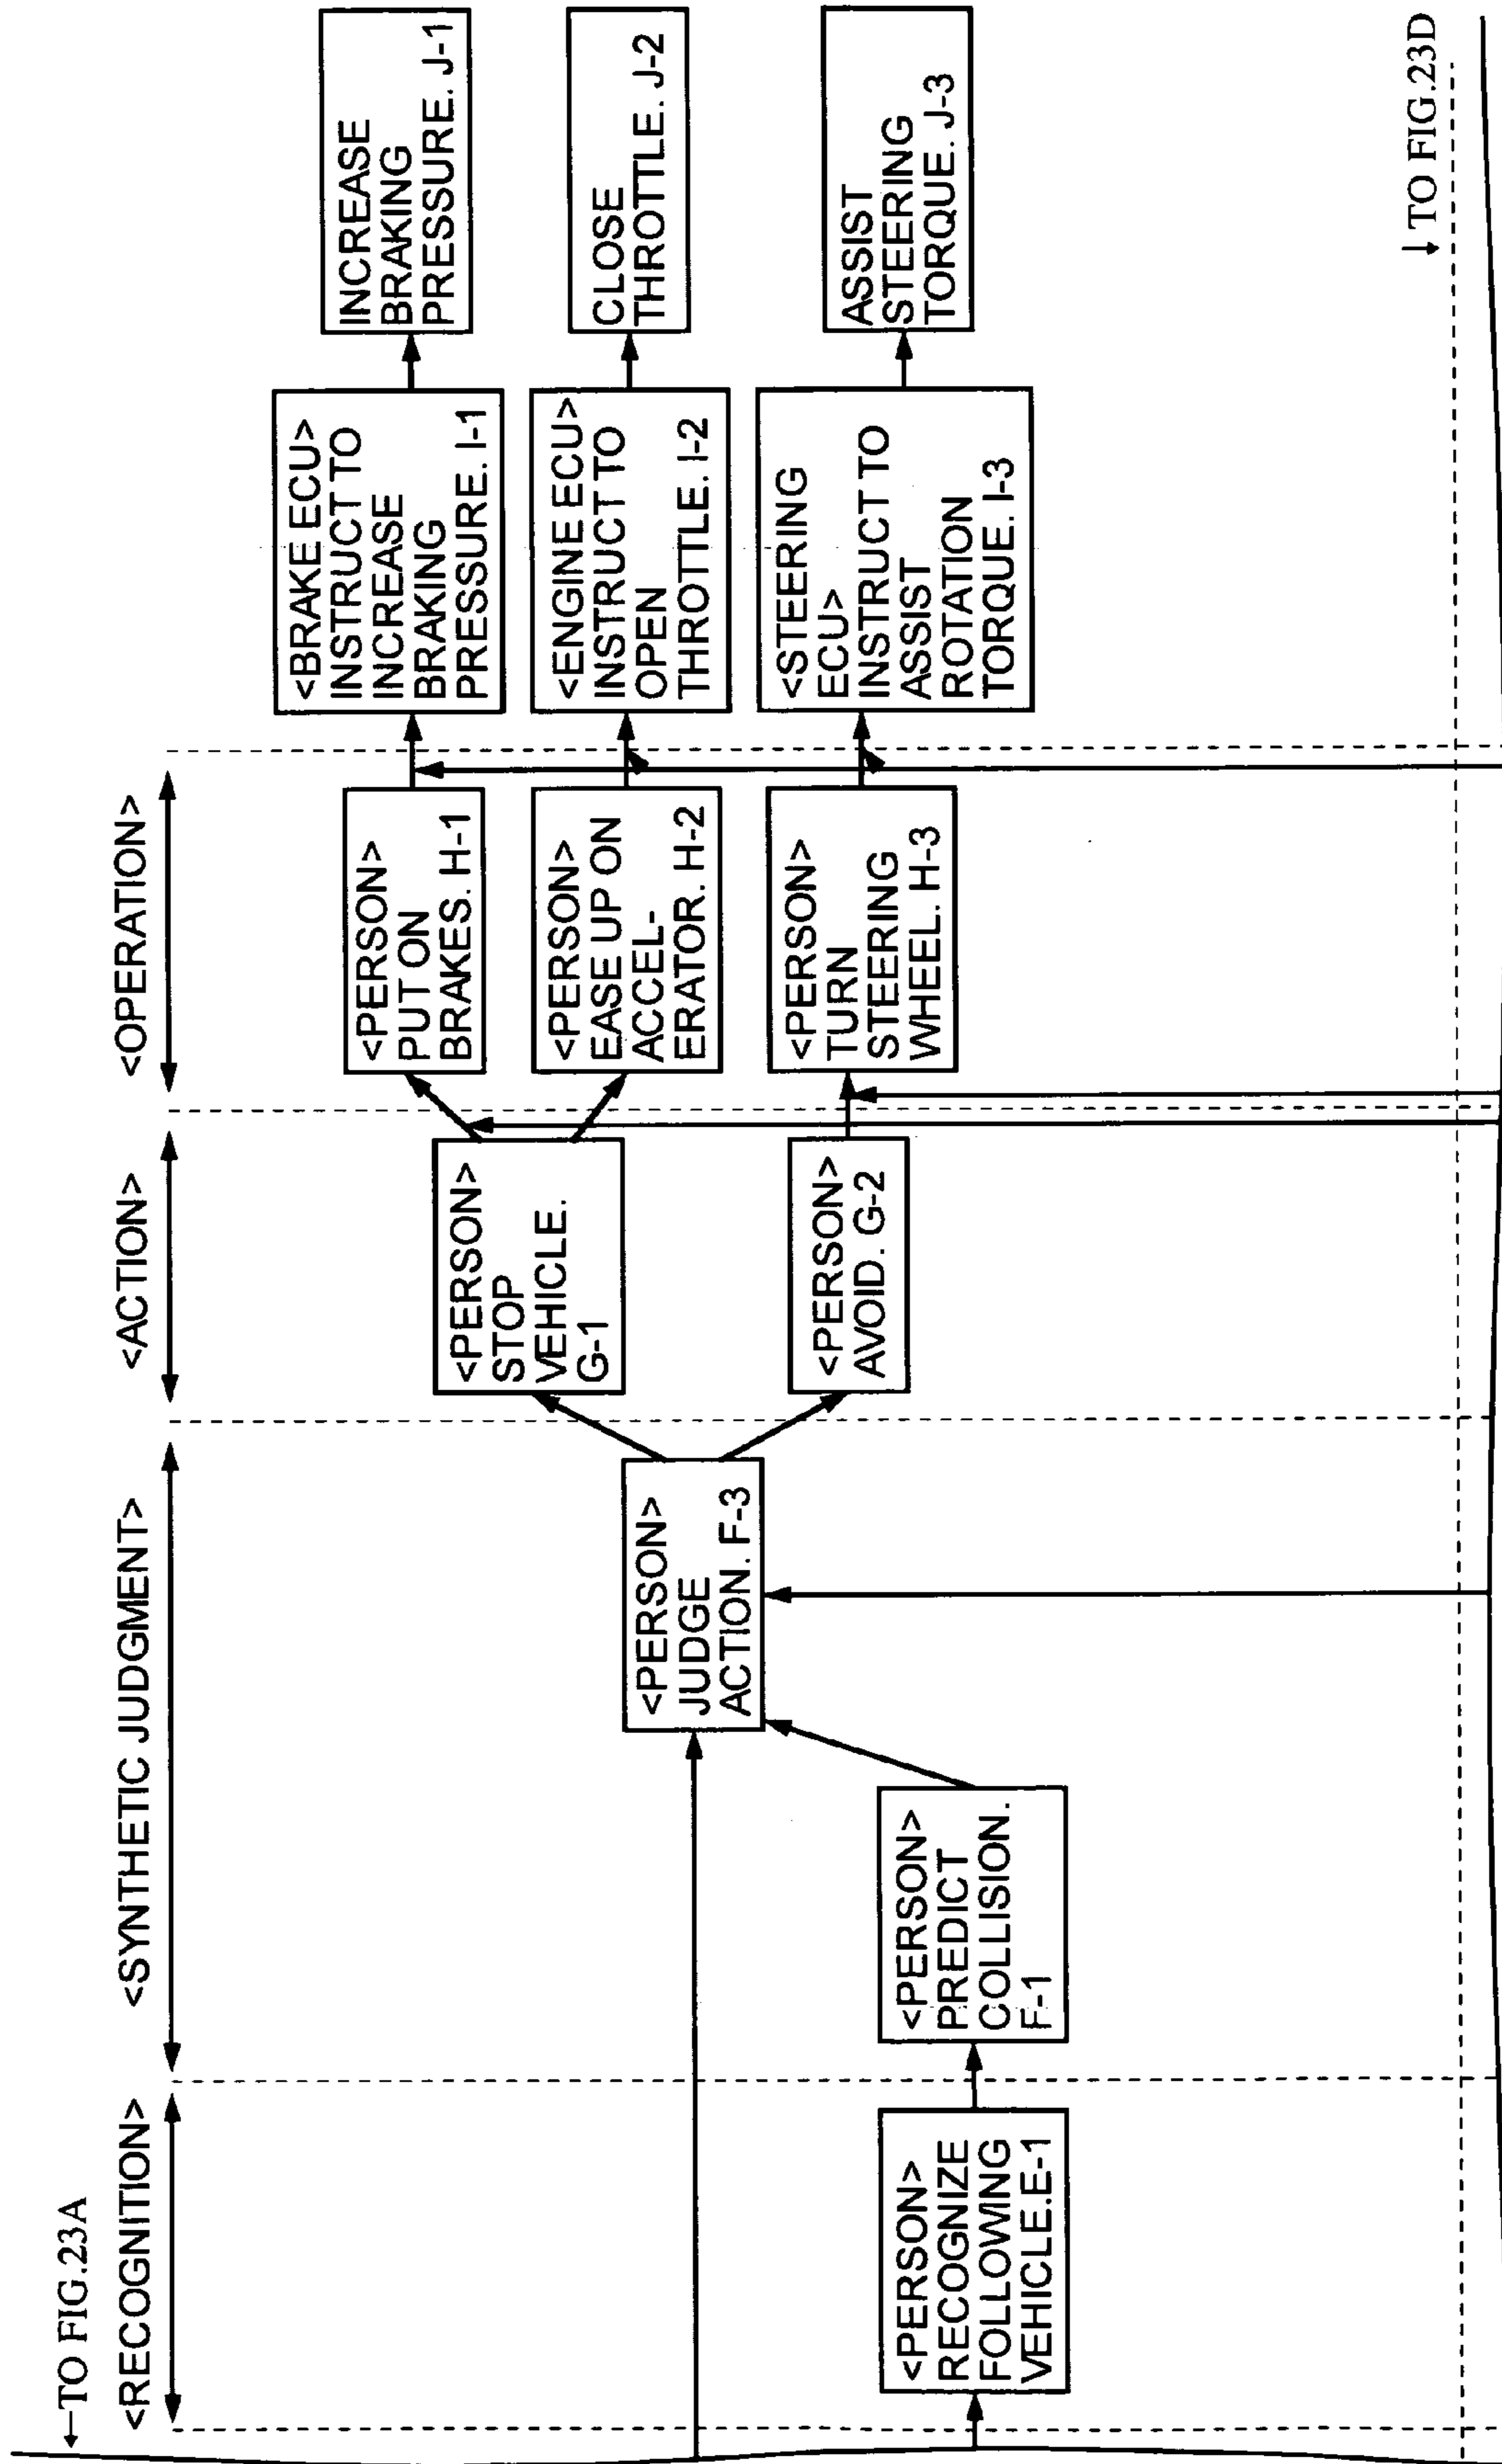 ←TO FIG.23A
<RECOGNITION>
<SYNTHETIC JUDGMENT>
<ACTION>
<OPERATION>
<PERSON>
RECOGNIZE
FOLLOWING
VEHICLE.E-1
<PERSON>
PREDICT
COLLISION.
F-1
<PERSON>
JUDGE
ACTION. F-3
<PERSON>
STOP
VEHICLE.
G-1
<PERSON>
AVOID. G-2
<PERSON>
PUT ON
BRAKES. H-1
<PERSON>
EASE UP ON
ACCEL-
ERATOR. H-2
<PERSON>
TURN
STEERING
WHEEL. H-3
<BRAKE ECU>
INSTRUCT TO
INCREASE
BRAKING
PRESSURE. I-1
<ENGINE ECU>
INSTRUCT TO
OPEN
THROTTLE. I-2
<STEERING
ECU>
INSTRUCT TO
ASSIST
ROTATION
TORQUE. I-3
INCREASE
BRAKING
PRESSURE. J-1
CLOSE
THROTTLE. J-2
ASSIST
STEERING
TORQUE. J-3
↓ TO FIG.23D